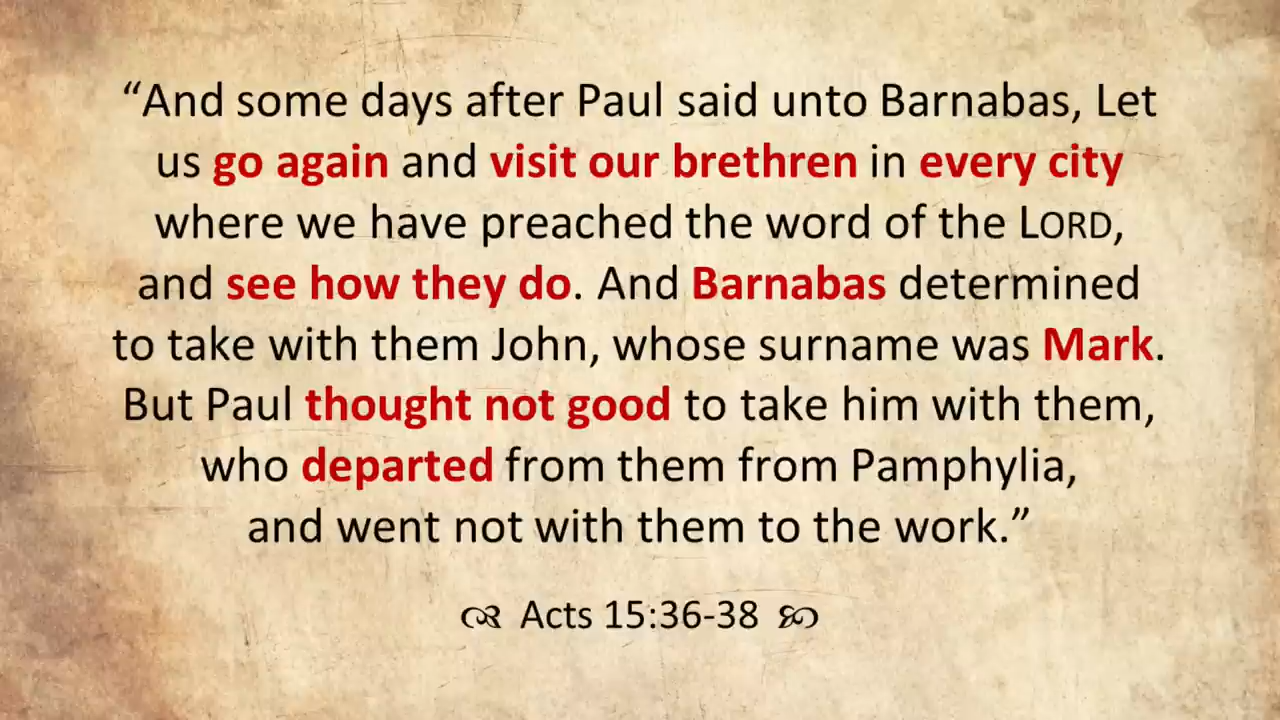 “And some days after Paul said unto Barnabas, Let
us go again and visit our brethren in every city
where we have preached the word of the LORD,
and see how they do. And Barnabas determined
to take with them John, whose surname was Mark.
But Paul thought not good to take him with them,
who departed from them from Pamphylia,
and went not with them to the work.”
Acts 15:36-38